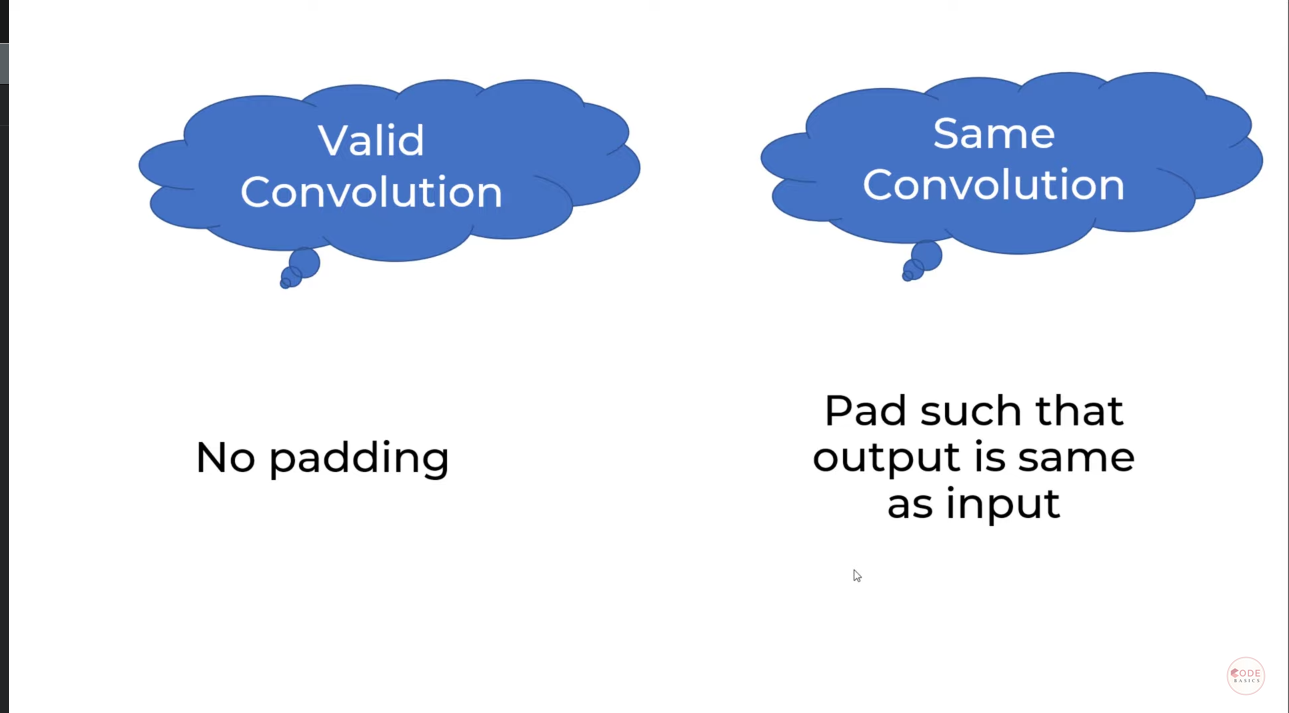 Valid
Convolution
Same
Convolution
No padding
Pad such that
output is same
as input
CODE
BASICS